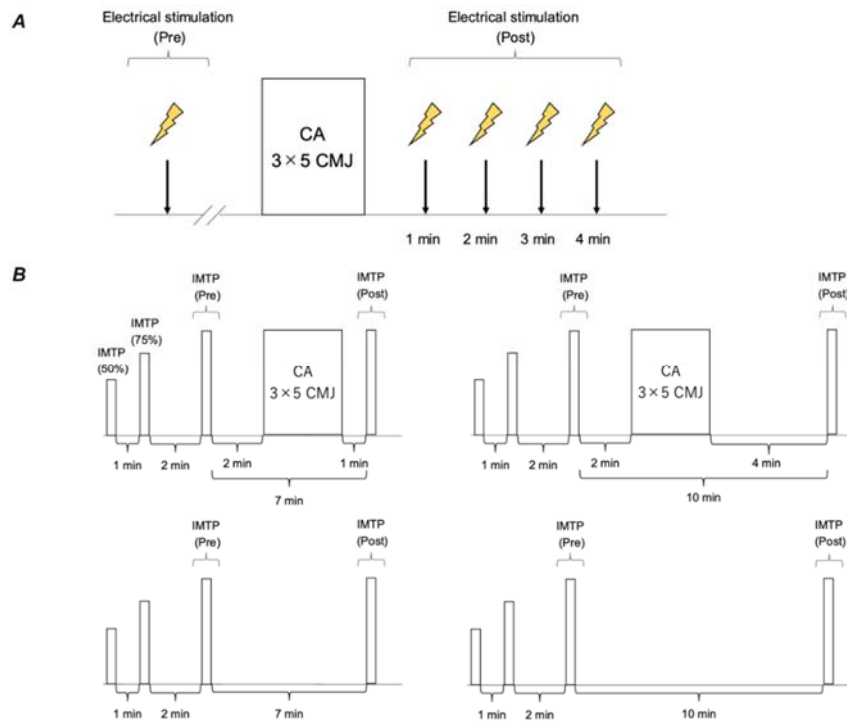 A
Electrical stimulation
(Pre)
Electrical stimulation
(Post)
CA
3 × 5 CMJ
1 min
2 min
3 min
4 min
B
IMTP
(50%)
IMTP
(75%)
IMTP
(Pre)
CA
3 × 5 CMJ
IMTP
(Post)
1 min
2 min
2 min
1 min
7 min
IMTP
(Pre)
CA
3 × 5 CMJ
IMTP
(Post)
1 min
2 min
2 min
4 min
10 min
IMTP
(Pre)
IMTP
(Post)
1 min
2 min
7 min
IMTP
(Pre)
IMTP
(Post)
1 min
2 min
10 min